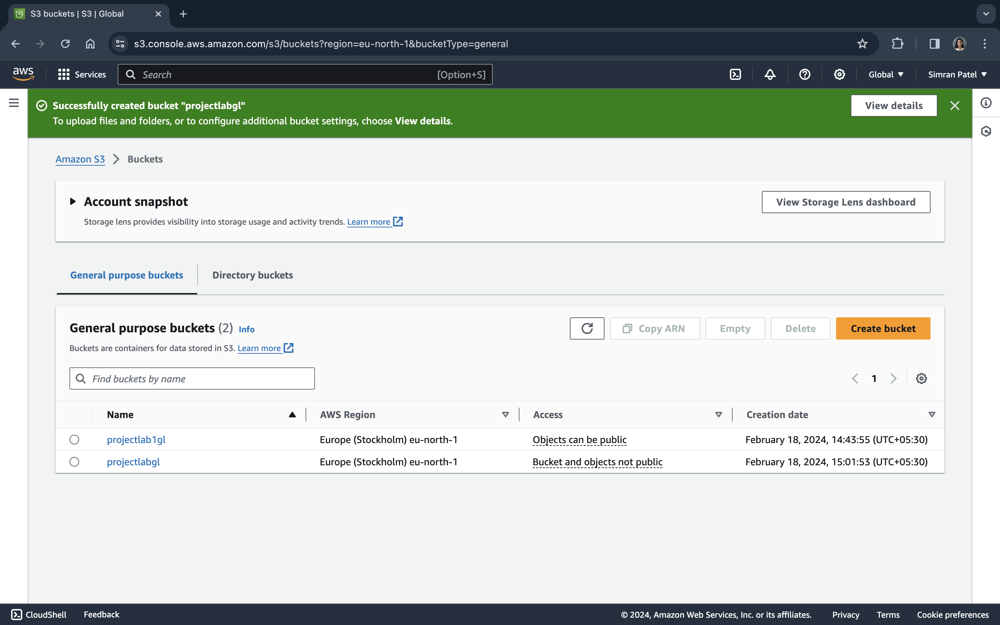 S3 buckets | S3 | Global
s3.console.aws.amazon.com/s3/buckets?region=eu-north-1&bucketType=general
aws Services Search [Option+S] Global Simran Patel
Successfully created bucket "projectlabgl" View details
To upload files and folders, or to configure additional bucket settings, choose View details.
Amazon S3 Buckets
Account snapshot View Storage Lens dashboard
Storage lens provides visibility into storage usage and activity trends. Learn more
General purpose buckets Directory buckets
General purpose buckets (2) Info Copy ARN Empty Delete Create bucket
Buckets are containers for data stored in S3. Learn more
Find buckets by name 1
Name AWS Region Access Creation date
projectlab1gl Europe (Stockholm) eu-north-1 Objects can be public February 18, 2024, 14:43:55 (UTC+05:30)
projectlabgl Europe (Stockholm) eu-north-1 Bucket and objects not public February 18, 2024, 15:01:53 (UTC+05:30)
CloudShell Feedback © 2024, Amazon Web Services, Inc. or its affiliates. Privacy Terms Cookie preferences